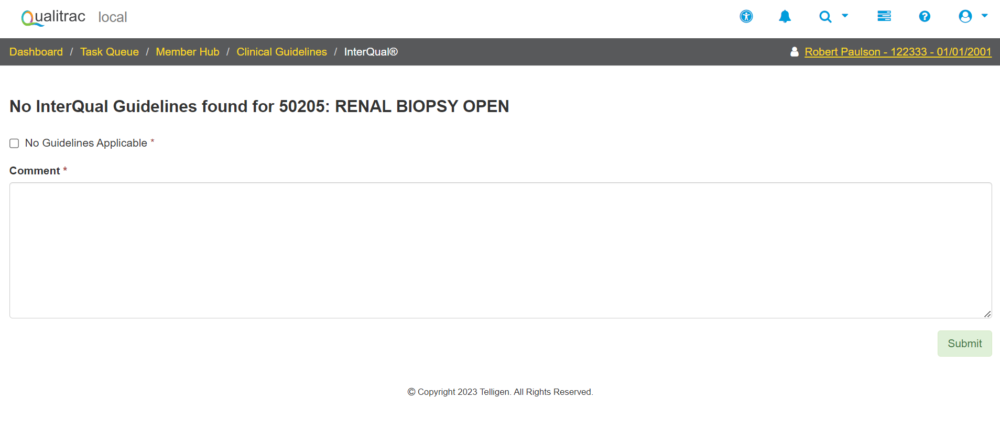 Qualitrac local
Dashboard / Task Queue / Member Hub / Clinical Guidelines / InterQual® Robert Paulson - 122333 - 01/01/2001
No InterQual Guidelines found for 50205: RENAL BIOPSY OPEN
No Guidelines Applicable *
Comment *
Submit
© Copyright 2023 Telligen. All Rights Reserved.